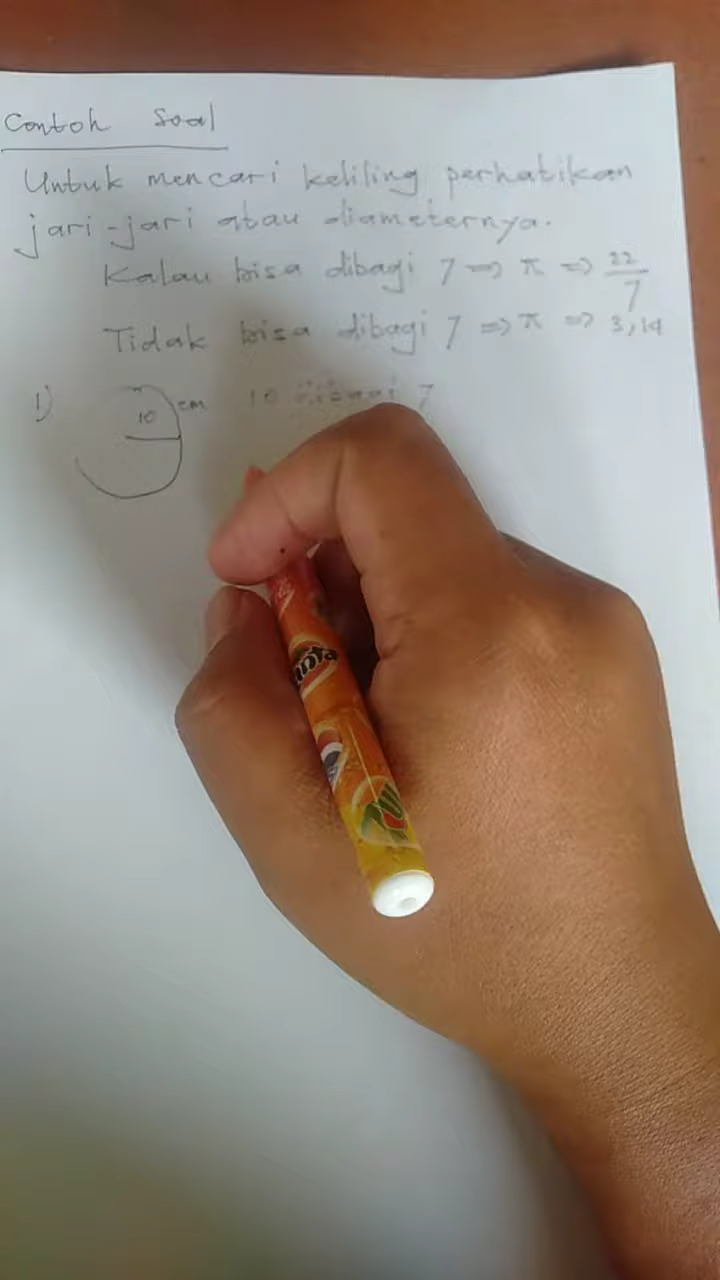 Contoh Soal
Untuk mencari keliling perhatikan
jari-jari atau diameternya.
Kalau bisa dibagi 7 => π => 22/7
Tidak bisa dibagi 7 => π => 3,14
1) 10 cm 10 dibagi 7